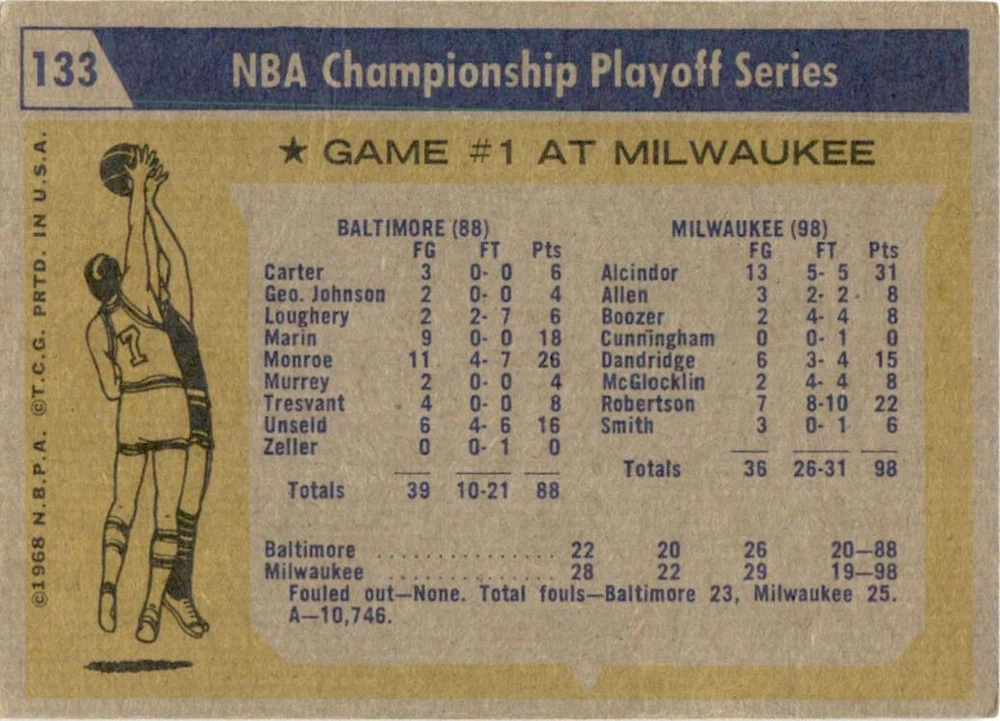 133 NBA Championship Playoff Series
★ GAME #1 AT MILWAUKEE
BALTIMORE (88)
FG FT Pts
Carter 3 0- 0 6
Geo. Johnson 2 0- 0 4
Loughery 2 2- 7 6
Marin 9 0- 0 18
Monroe 11 4- 7 26
Murrey 2 0- 0 4
Tresvant 4 0- 0 8
Unseld 6 4- 6 16
Zeller 0 0- 1 0
Totals 39 10-21 88
MILWAUKEE (98)
FG FT Pts
Alcindor 13 5- 5 31
Allen 3 2- 2 8
Boozer 2 4- 4 8
Cunningham 0 0- 1 0
Dandridge 6 3- 4 15
McGlocklin 2 4- 4 8
Robertson 7 8-10 22
Smith 3 0- 1 6
Totals 36 26-31 98
Baltimore .............. 22 20 26 20—88
Milwaukee .............. 28 22 29 19—98
Fouled out—None. Total fouls—Baltimore 23, Milwaukee 25.
A—10,746.
1
©1968 N.B.P.A. ©T.C.G. PRTD. IN U.S.A.